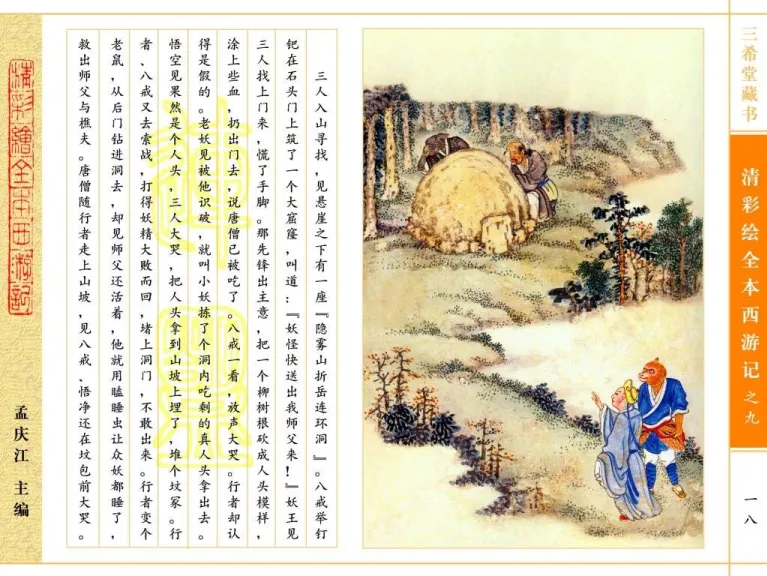 三希堂藏书
清彩绘全本西游记之九
一八
三人入山寻找，见悬崖之下有一座『隐雾山折岳连环洞』。八戒举钉
钯在石头门上筑了一个大窟窿，叫道：『妖怪快送出我师父来！』妖王见
三人找上门来，慌了手脚。那先锋出主意，把一个柳树根砍成人头模样，
涂上些血，扔出门去，说唐僧已被吃了。八戒一看，放声大哭。行者却认
得是假的。老妖见被他识破，就叫小妖拣了个洞内吃剩的真人头拿出去。
悟空见果然是个人头，三人大哭，把人头拿到山坡上埋了，堆个坟冢。行
者、八戒又去索战，打得妖精大败而回，堵上洞门，不敢出来。行者变个
老鼠，从后门钻进洞去，却见师父还活着，他就用瞌睡虫让众妖都睡了，
救出师父与樵夫。唐僧随行者走上山坡，见八戒、悟净还在坟包前大哭。
清彩绘全本西游记
孟庆江 主编